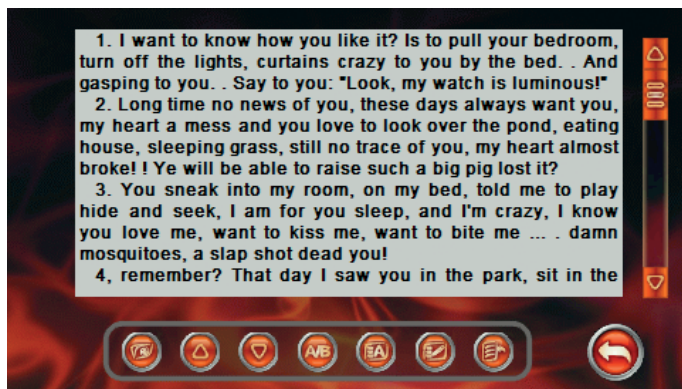 1. I want to know how you like it? Is to pull your bedroom,
turn off the lights, curtains crazy to you by the bed. . And
gasping to you. . Say to you: "Look, my watch is luminous!"
2. Long time no news of you, these days always want you,
my heart a mess and you love to look over the pond, eating
house, sleeping grass, still no trace of you, my heart almost
broke! ! Ye will be able to raise such a big pig lost it?
3. You sneak into my room, on my bed, told me to play
hide and seek, I am for you sleep, and I'm crazy, I know
you love me, want to kiss me, want to bite me ... . damn
mosquitoes, a slap shot dead you!
4, remember? That day I saw you in the park, sit in the
A/B A